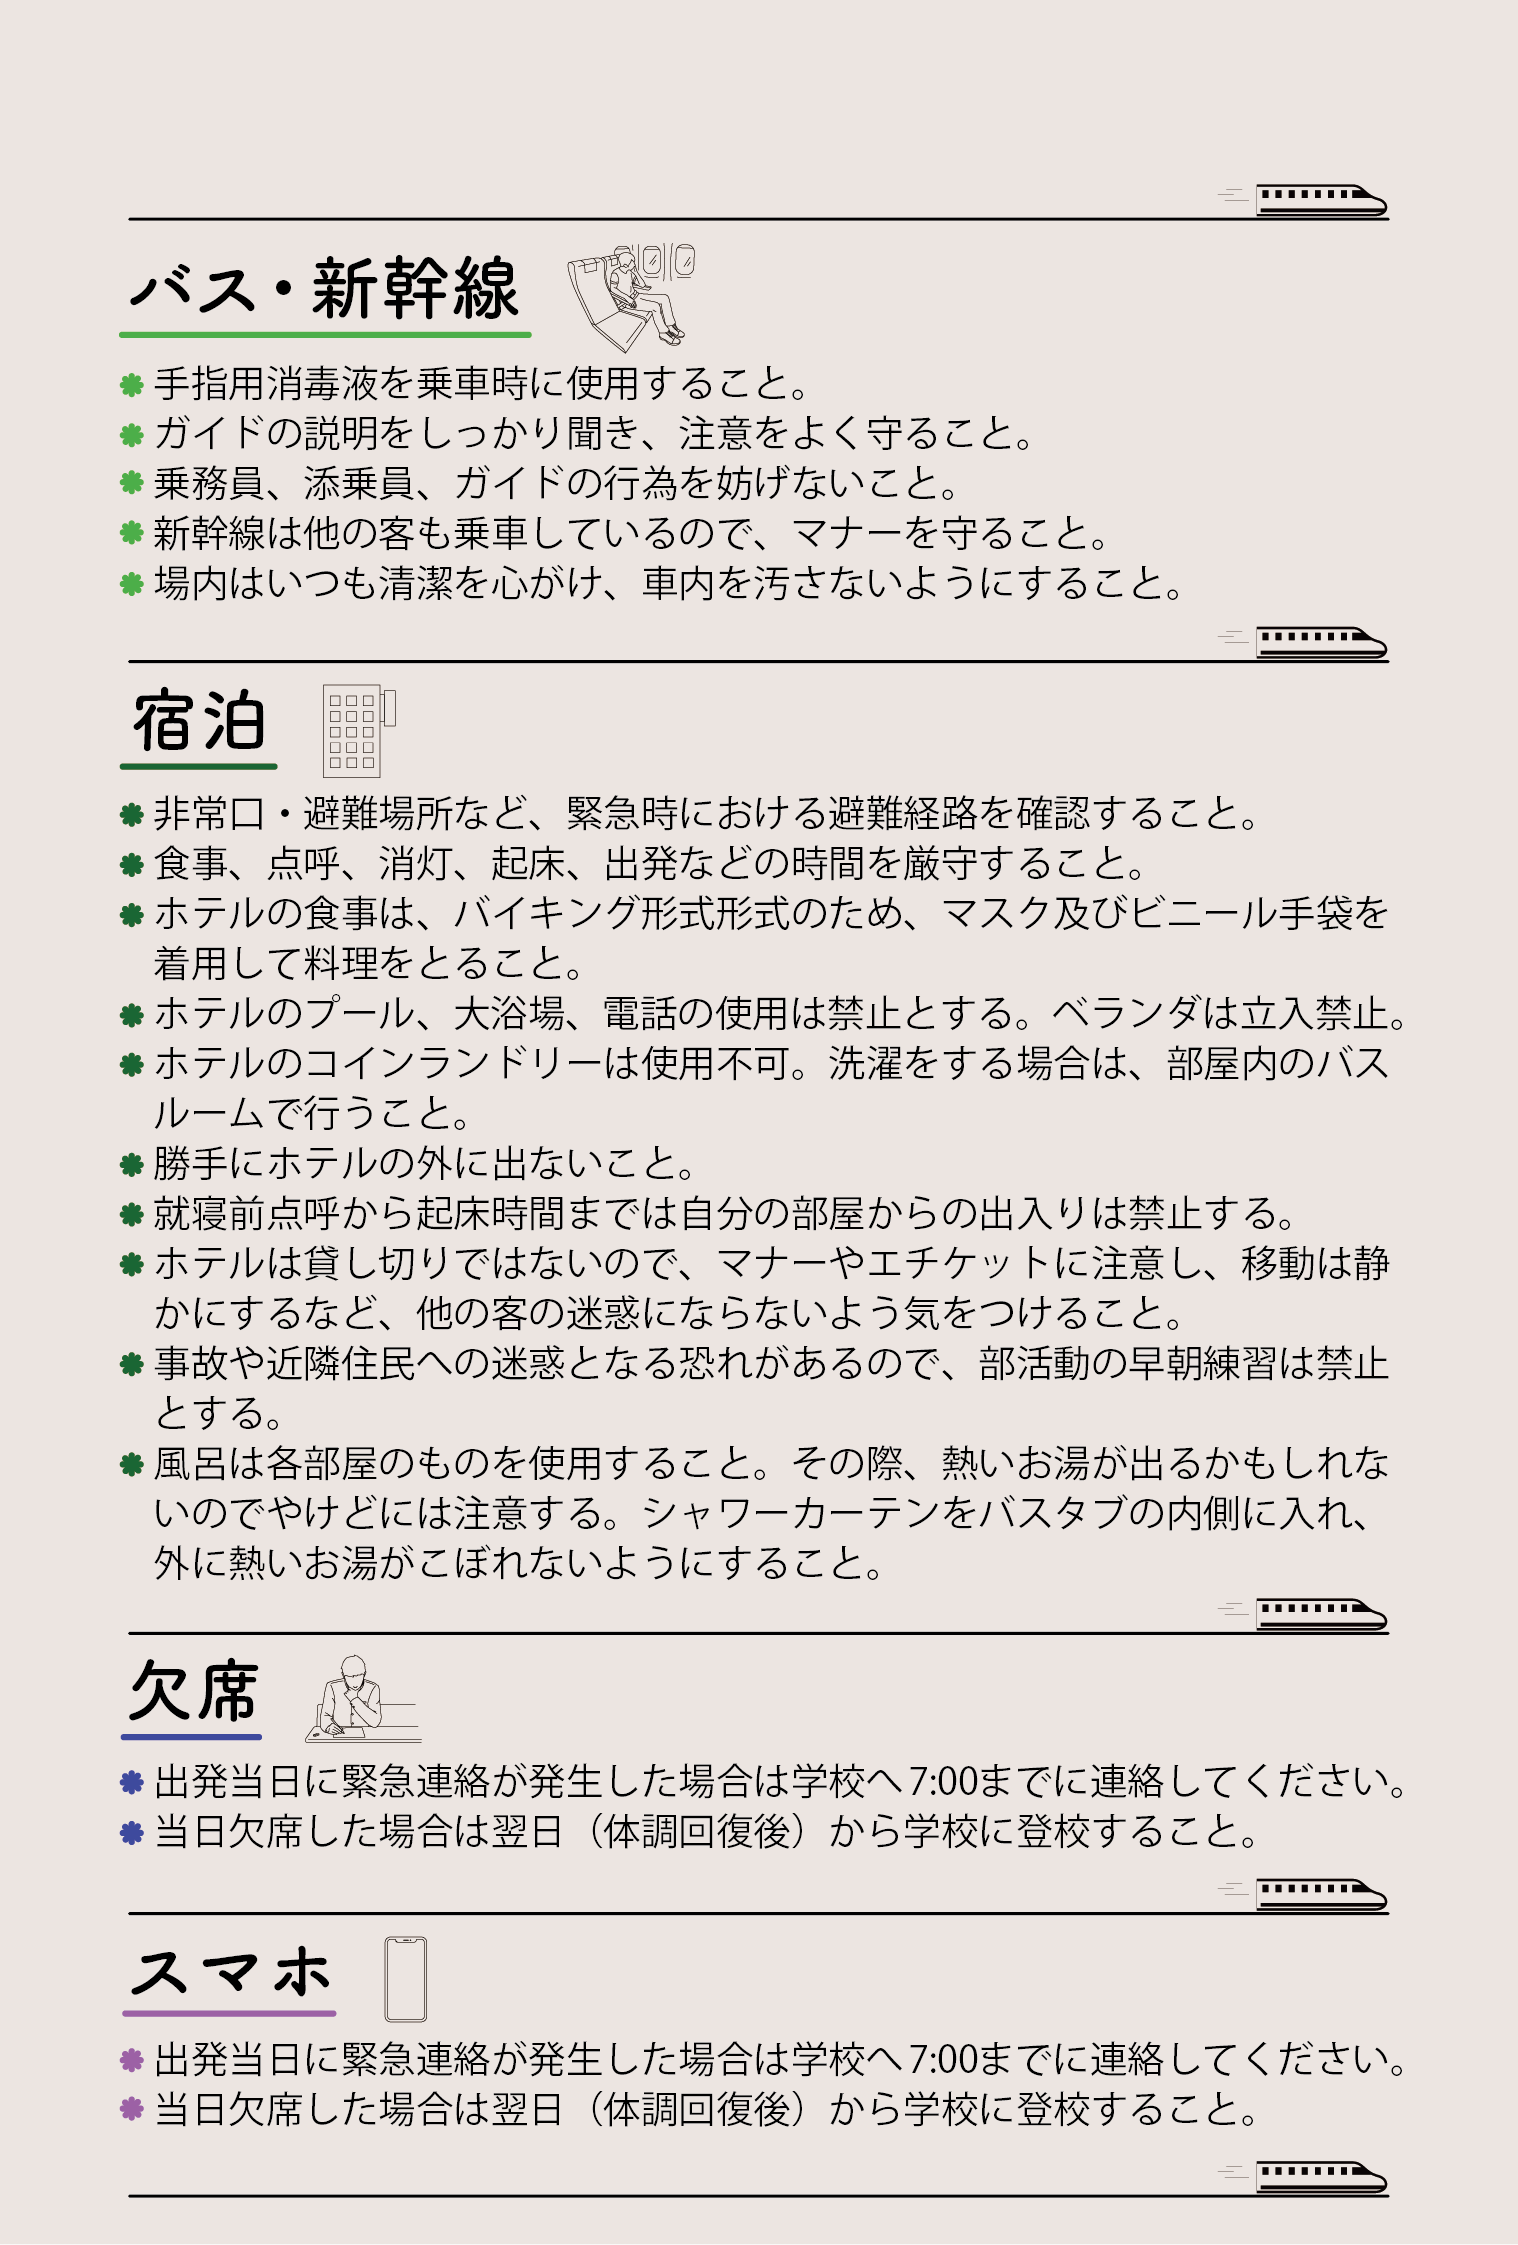 バス・新幹線
手指用消毒液を乗車時に使用すること。
ガイドの説明をしっかり聞き、注意をよく守ること。
乗務員、添乗員、ガイドの行為を妨げないこと。
新幹線は他の客も乗車しているので、マナーを守ること。
場内はいつも清潔を心がけ、車内を汚さないようにすること。
宿泊
非常口・避難場所など、緊急時における避難経路を確認すること。
食事、点呼、消灯、起床、出発などの時間を厳守すること。
ホテルの食事は、バイキング形式形式のため、マスク及びビニール手袋を
着用して料理をとること。
ホテルのプール、大浴場、電話の使用は禁止とする。ベランダは立入禁止。
ホテルのコインランドリーは使用不可。洗濯をする場合は、部屋内のバス
ルームで行うこと。
勝手にホテルの外に出ないこと。
就寝前点呼から起床時間までは自分の部屋からの出入りは禁止する。
ホテルは貸し切りではないので、マナーやエチケットに注意し、移動は静
かにするなど、他の客の迷惑にならないよう気をつけること。
事故や近隣住民への迷惑となる恐れがあるので、部活動の早朝練習は禁止
とする。
風呂は各部屋のものを使用すること。その際、熱いお湯が出るかもしれな
いのでやけどには注意する。シャワーカーテンをバスタブの内側に入れ、
外に熱いお湯がこぼれないようにすること。
欠席
出発当日に緊急連絡が発生した場合は学校へ7:00までに連絡してください。
当日欠席した場合は翌日（体調回復後）から学校に登校すること。
スマホ
出発当日に緊急連絡が発生した場合は学校へ7:00までに連絡してください。
当日欠席した場合は翌日（体調回復後）から学校に登校すること。